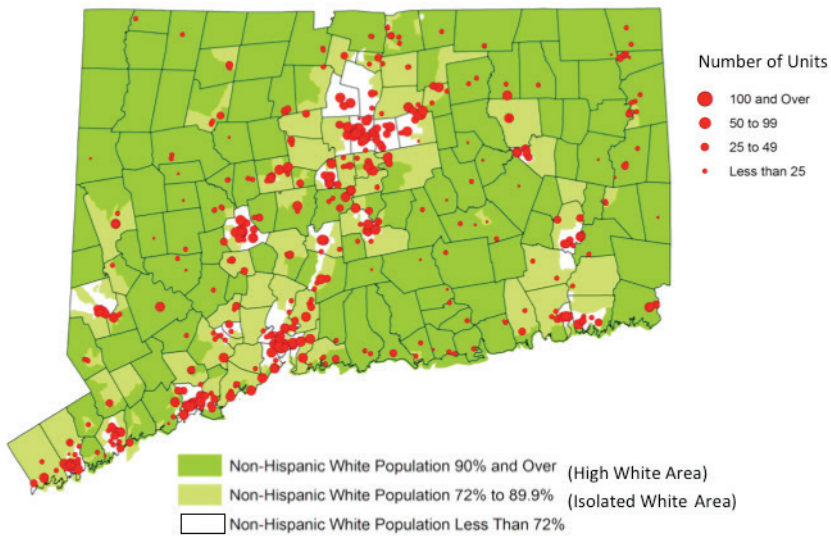 Number of Units
100 and Over
50 to 99
25 to 49
Less than 25
Non-Hispanic White Population 90% and Over (High White Area)
Non-Hispanic White Population 72% to 89.9% (Isolated White Area)
Non-Hispanic White Population Less Than 72%